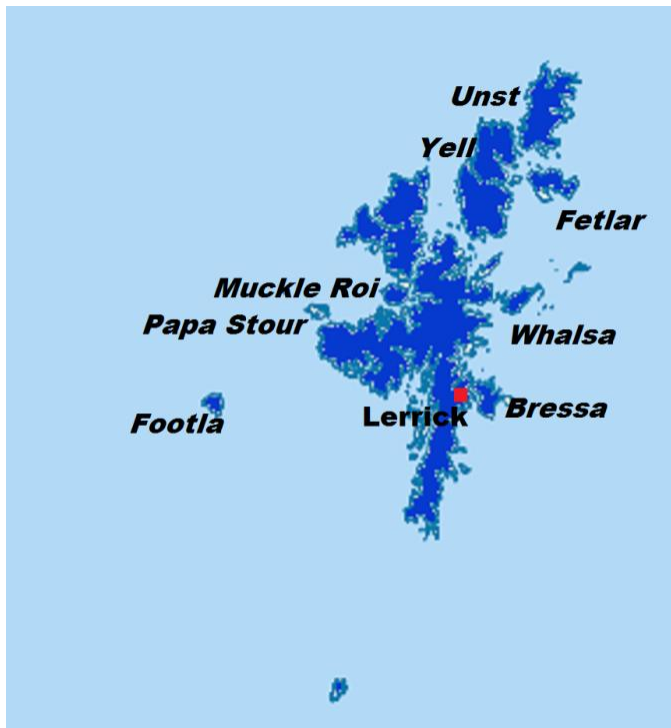 Unst
Yell
Fetlar
Muckle Roi
Papa Stour
Whalsa
Lerrick
Bressa
Footla